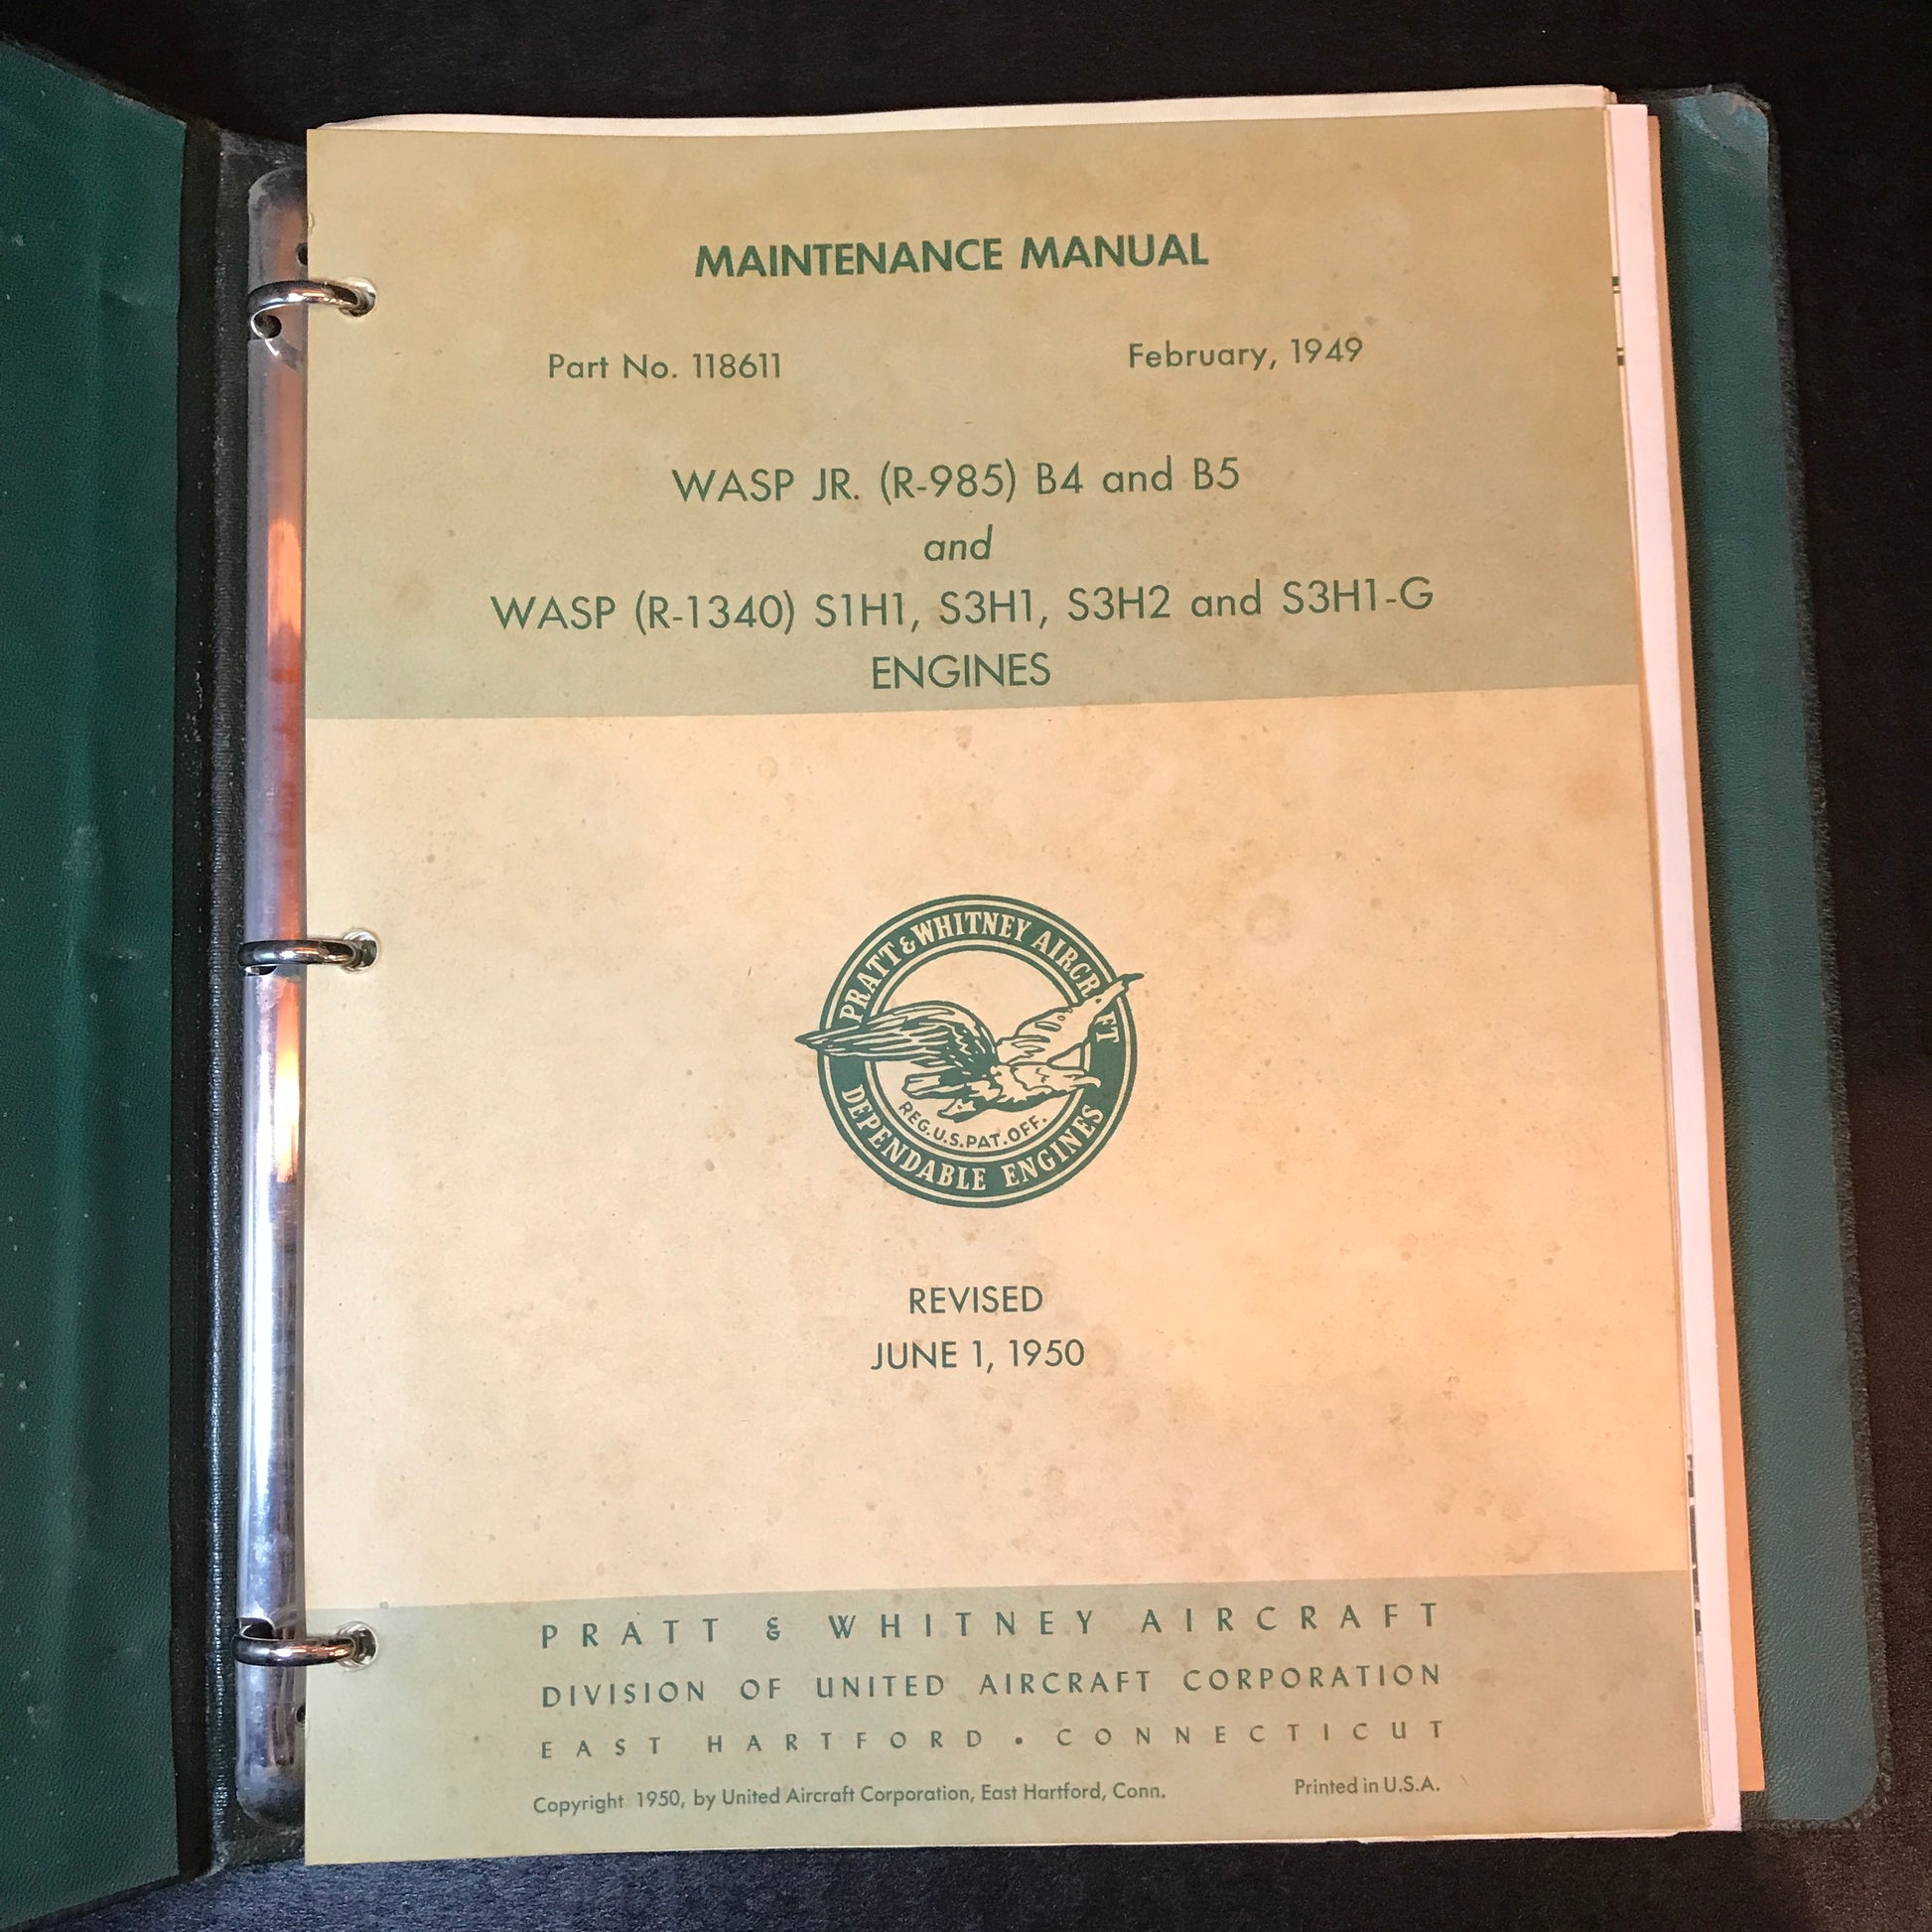 MAINTENANCE MANUAL
Part No. 118611 February, 1949
WASP JR. (R-985) B4 and B5
and
WASP (R-1340) S1H1, S3H1, S3H2 and S3H1-G
ENGINES
PRATT & WHITNEY AIRCRAFT
REG. U.S. PAT. OFF.
DEPENDABLE ENGINES
REVISED
JUNE 1, 1950
PRATT & WHITNEY AIRCRAFT
DIVISION OF UNITED AIRCRAFT CORPORATION
EAST HARTFORD • CONNECTICUT
Copyright 1950, by United Aircraft Corporation, East Hartford, Conn. Printed in U.S.A.